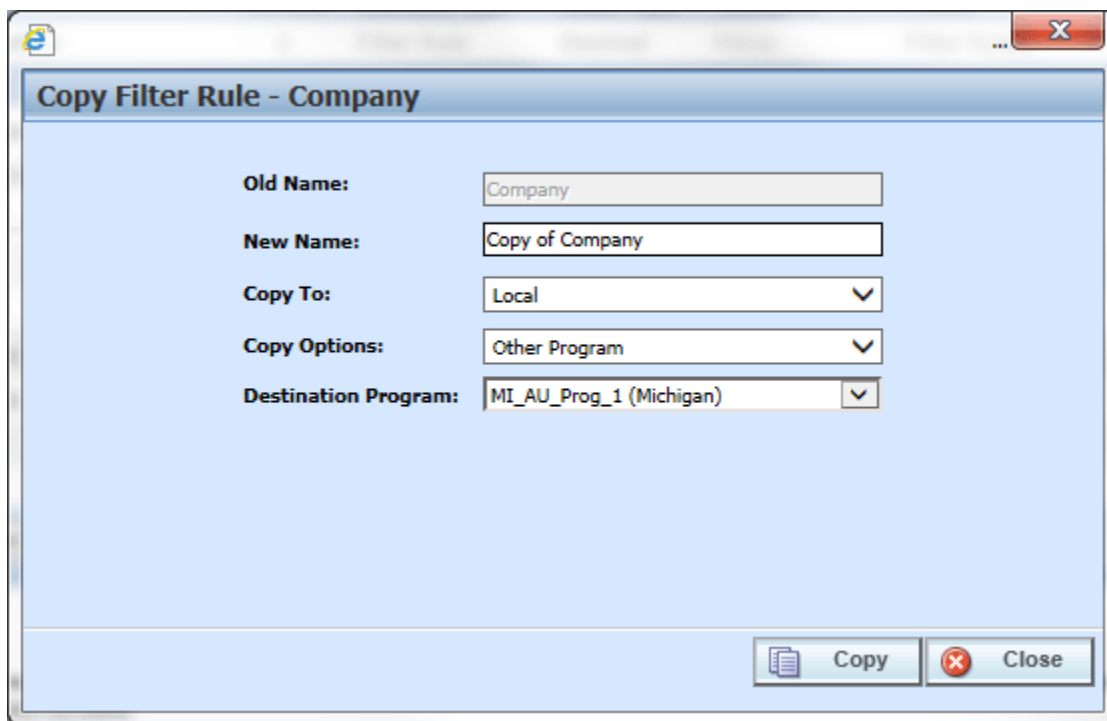 ...
Copy Filter Rule - Company
Old Name: Company
New Name: Copy of Company
Copy To: Local
Copy Options: Other Program
Destination Program: MI_AU_Prog_1 (Michigan)
Copy Close